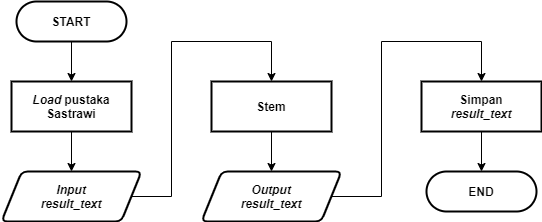 START
Load pustaka
Sastrawi
Input
result_text
Stem
Output
result_text
Simpan
result_text
END